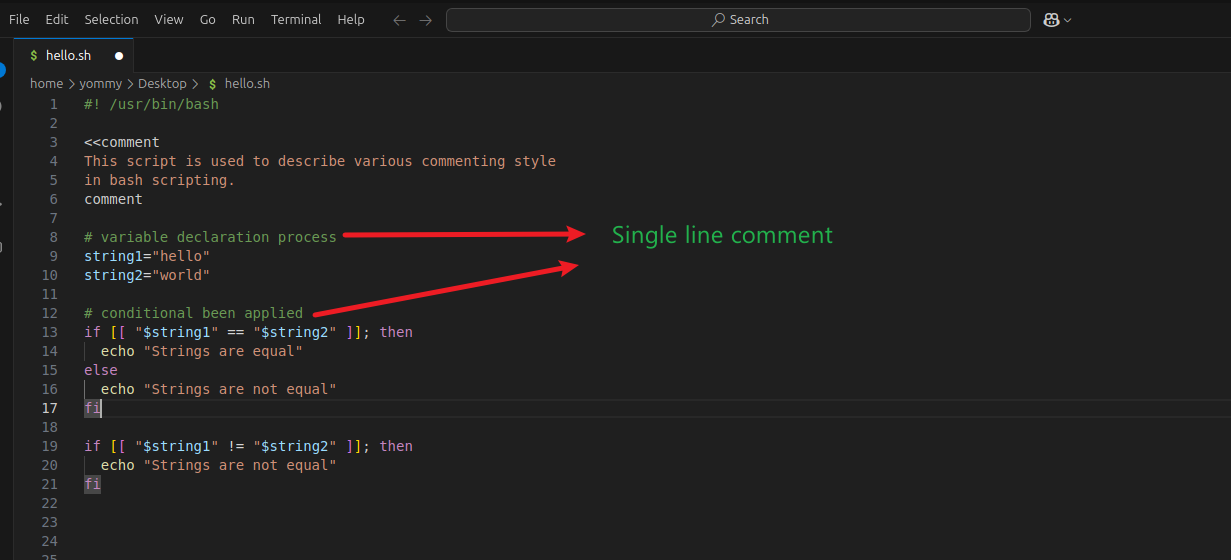 File Edit Selection View Go Run Terminal Help Search
$ hello.sh
home > yommy > Desktop > $ hello.sh
1 #! /usr/bin/bash
2
3 <<comment
4 This script is used to describe various commenting style
5 in bash scripting.
6 comment
7
8 # variable declaration process Single line comment
9 string1="hello"
10 string2="world"
11
12 # conditional been applied
13 if [[ "$string1" == "$string2" ]]; then
14 echo "Strings are equal"
15 else
16 echo "Strings are not equal"
17 fi
18
19 if [[ "$string1" != "$string2" ]]; then
20 echo "Strings are not equal"
21 fi
22
23
24
25